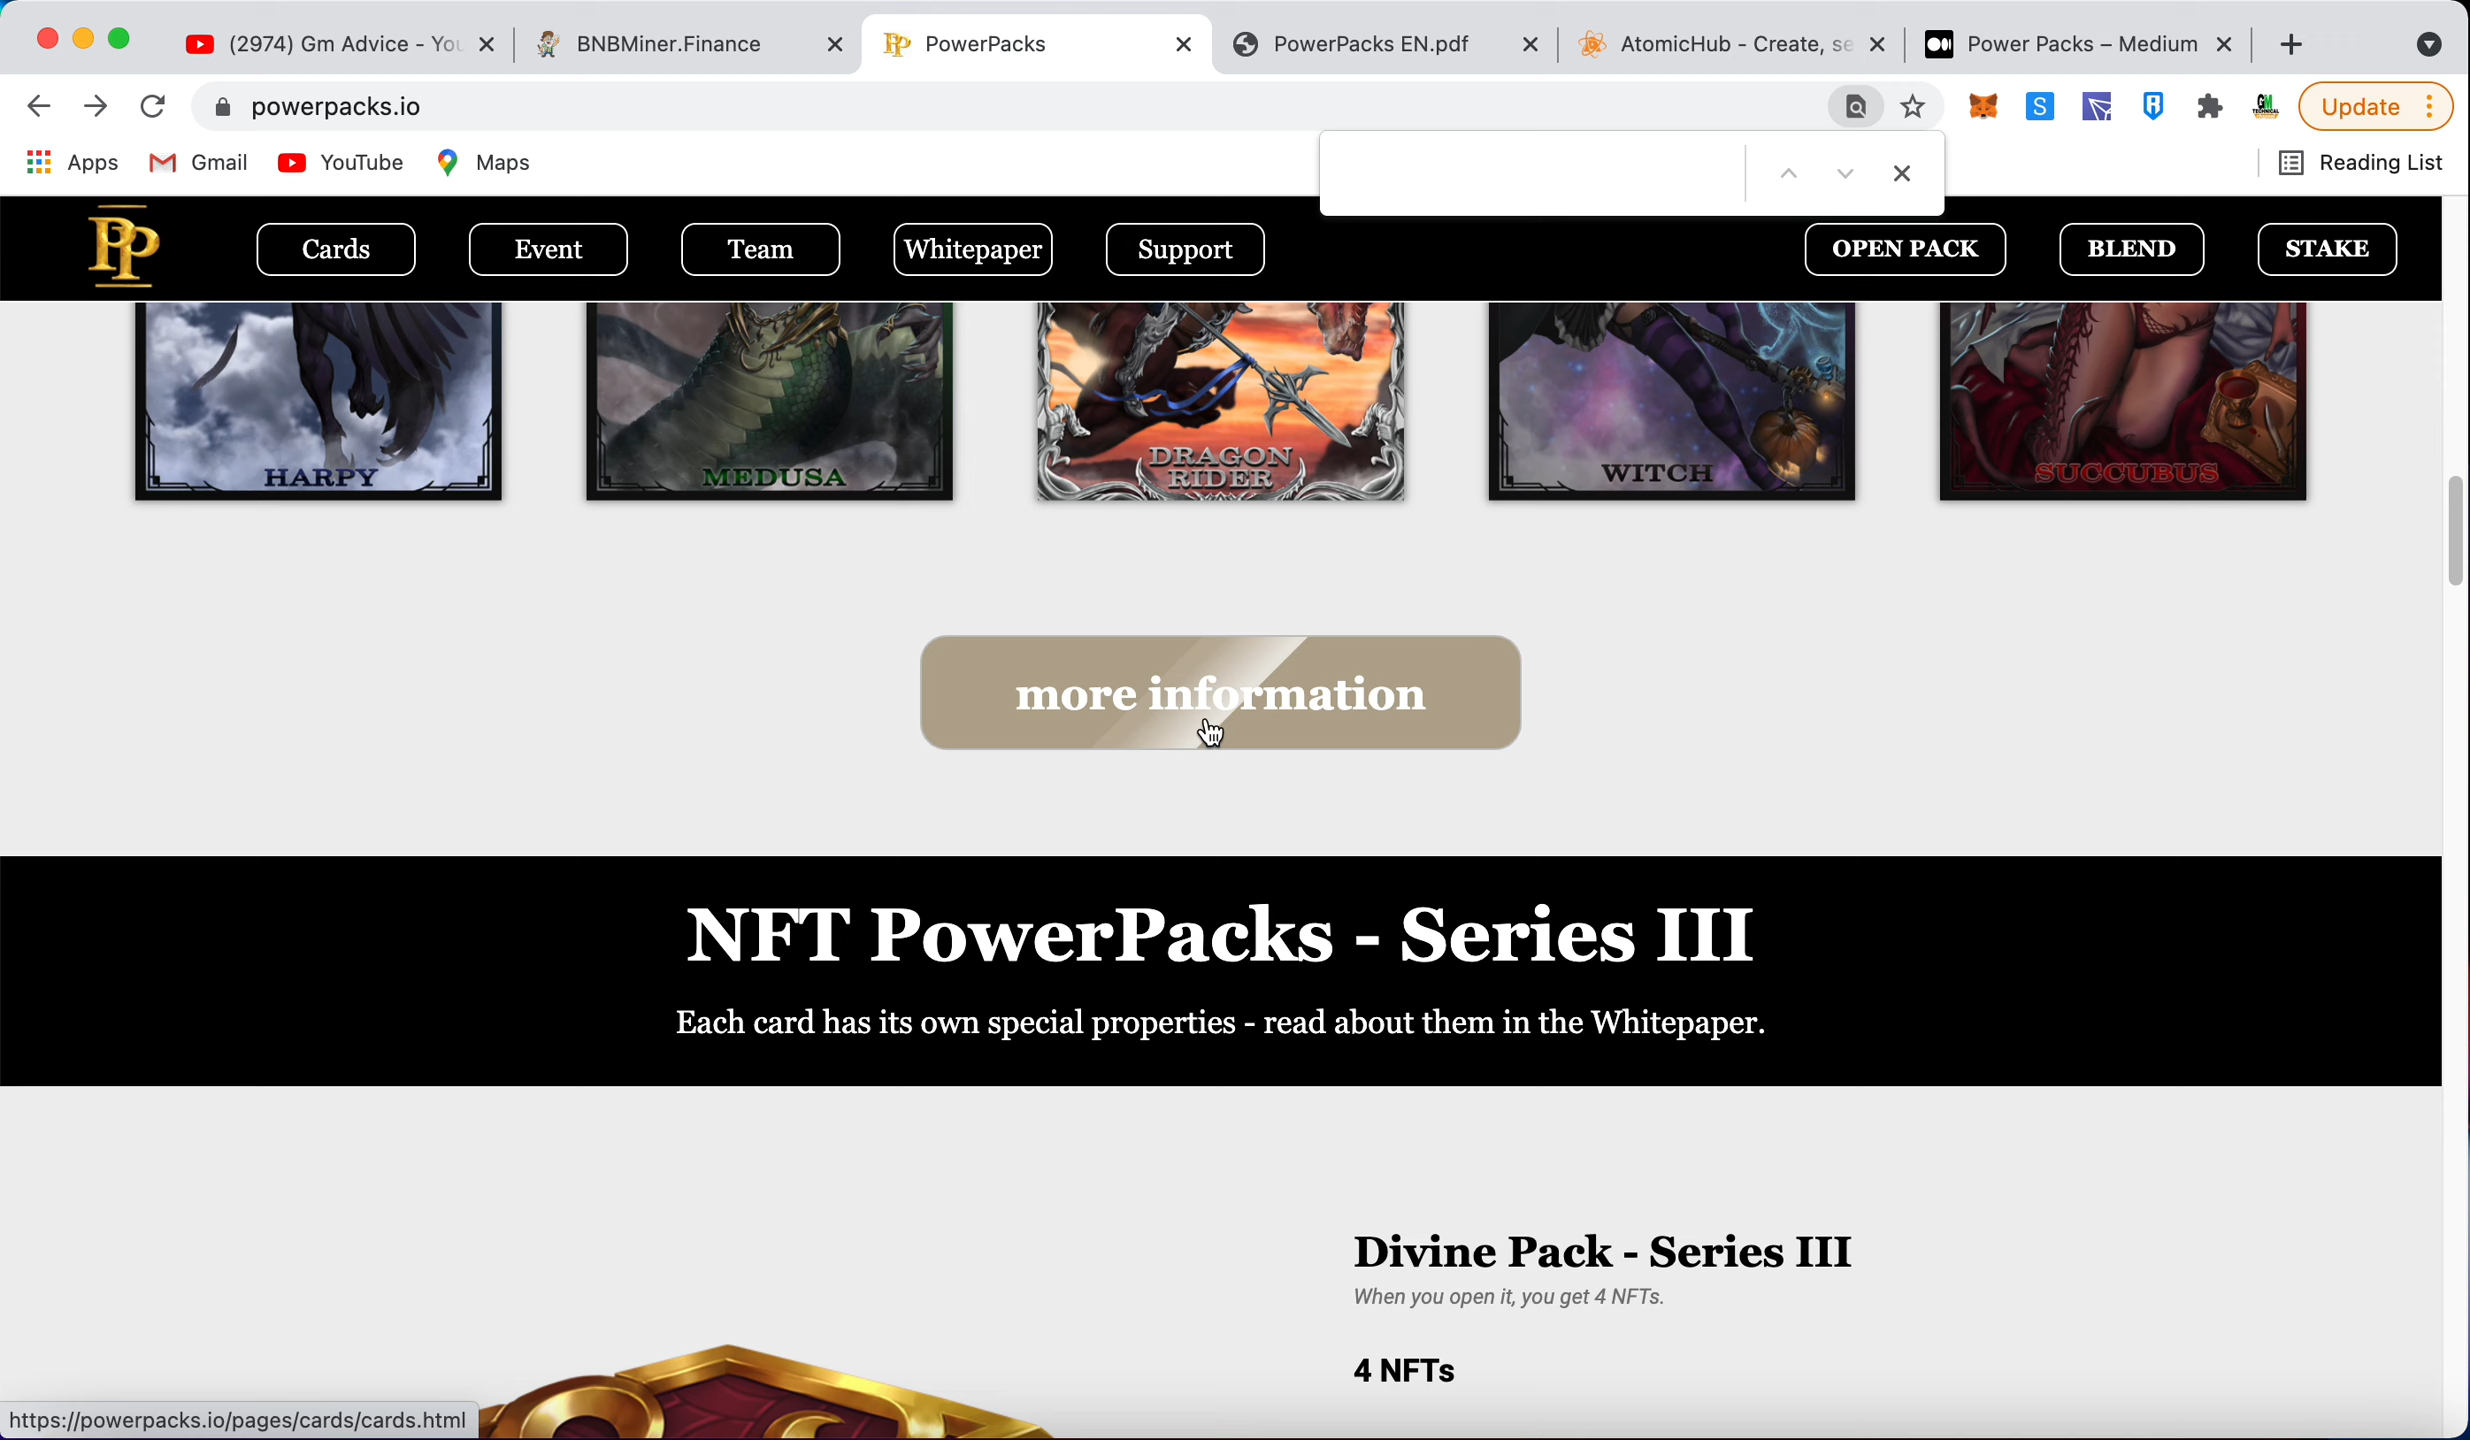 (2974) Gm Advice - You
BNBMiner.Finance
PowerPacks
PowerPacks EN.pdf
AtomicHub - Create, se
Power Packs – Medium
powerpacks.io
Update
Apps
Gmail
YouTube
Maps
Reading List
PP
Cards
Event
Team
Whitepaper
Support
OPEN PACK
BLEND
STAKE
HARPY
MEDUSA
DRAGON
RIDER
WITCH
SUCCUBUS
more information
NFT PowerPacks - Series III
Each card has its own special properties - read about them in the Whitepaper.
Divine Pack - Series III
When you open it, you get 4 NFTs.
4 NFTs
https://powerpacks.io/pages/cards/cards.html